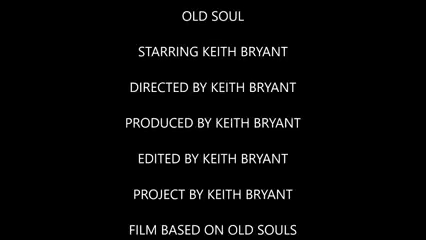 OLD SOUL
STARRING KEITH BRYANT
DIRECTED BY KEITH BRYANT
PRODUCED BY KEITH BRYANT
EDITED BY KEITH BRYANT
PROJECT BY KEITH BRYANT
FILM BASED ON OLD SOULS